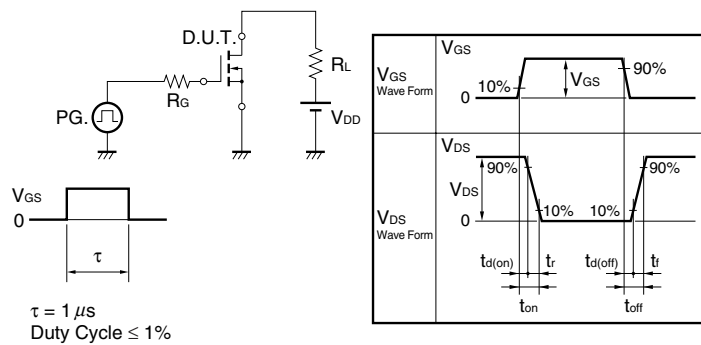 D.U.T.
RL
RG
PG.
VDD
VGS
0
τ
τ = 1 μs
Duty Cycle ≤ 1%
VGS
Wave Form
VGS
10%
VGS
90%
0
VDS
Wave Form
VDS
90%
VDS
90%
10%
10%
0
td(on)
tr
td(off)
tf
ton
toff